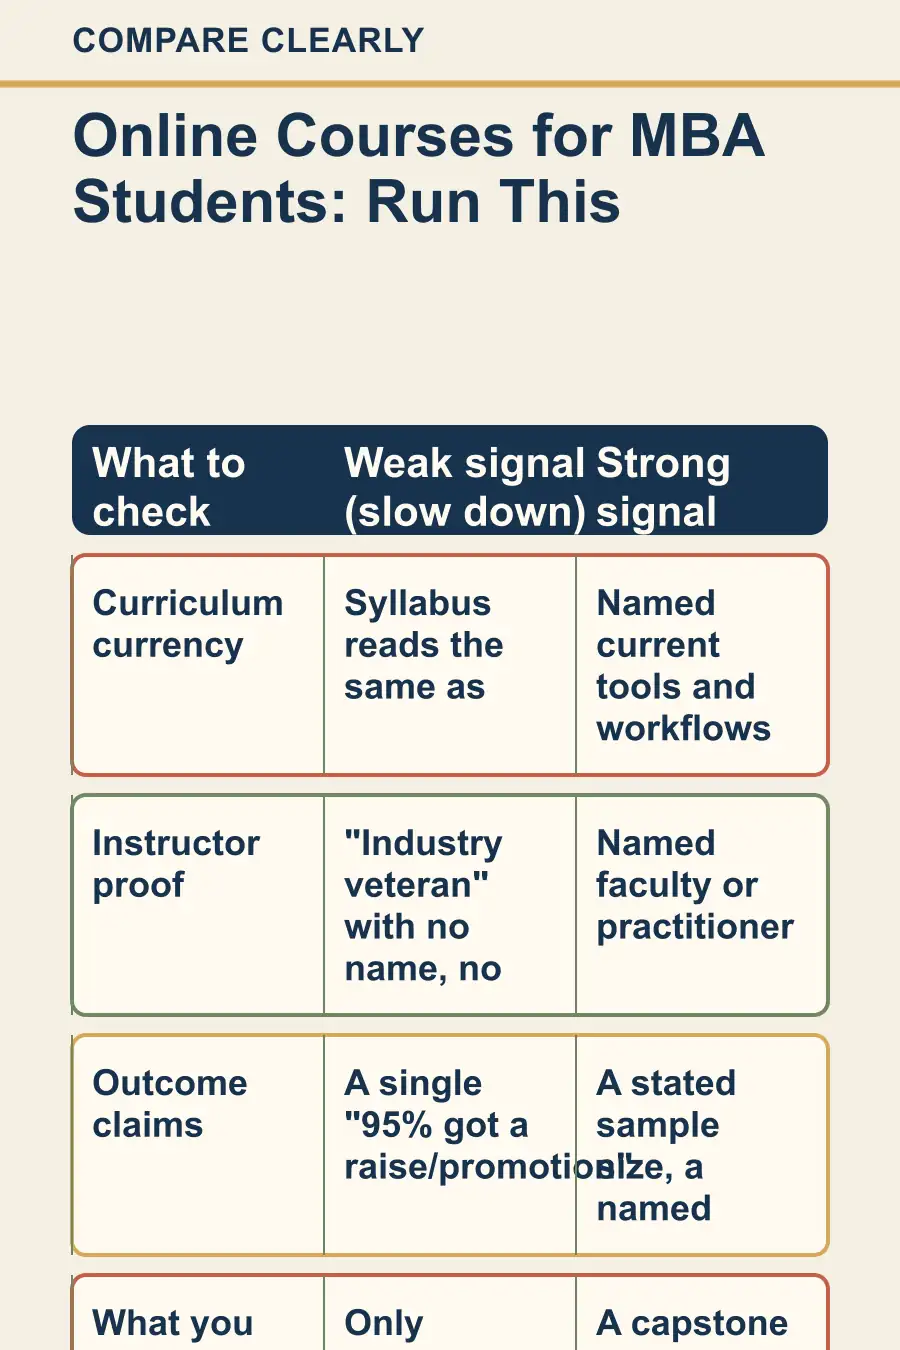 COMPARE CLEARLY
Online Courses for MBA
Students: Run This
What to
check
Weak signal
(slow down)
Strong
signal
Curriculum
currency
Syllabus
reads the
same as
Named
current
tools and
workflows
Instructor
proof
"Industry
veteran"
with no
name, no
Named
faculty or
practitioner
Outcome
claims
A single
"95% got a
raise/promotion"
A stated
sample
size, a
named
What you
Only
A capstone